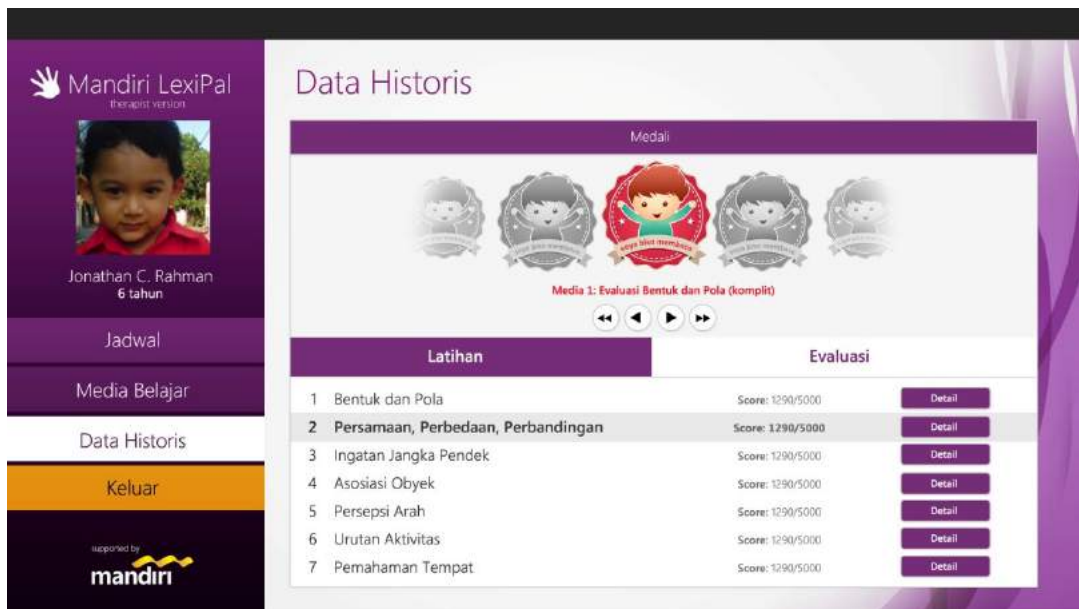 Mandiri LexiPal
therapist version
Jonathan C. Rahman
6 tahun
Jadwal
Media Belajar
Data Historis
Keluar
supported by
mandiri
Data Historis
Medali
saya bisa membaca
Media 1: Evaluasi Bentuk dan Pola (komplit)
Latihan Evaluasi
1 Bentuk dan Pola Score: 1290/5000 Detail
2 Persamaan, Perbedaan, Perbandingan Score: 1290/5000 Detail
3 Ingatan Jangka Pendek Score: 1290/5000 Detail
4 Asosiasi Obyek Score: 1290/5000 Detail
5 Persepsi Arah Score: 1290/5000 Detail
6 Urutan Aktivitas Score: 1290/5000 Detail
7 Pemahaman Tempat Score: 1290/5000 Detail